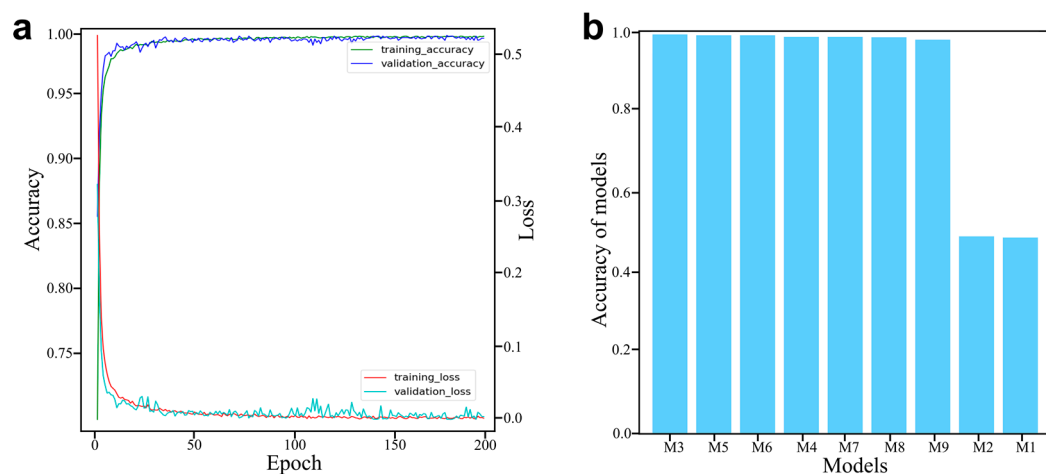 a
1.00
0.95
0.90
0.85
0.80
0.75
Accuracy
training_accuracy
validation_accuracy
training_loss
validation_loss
0.5
0.4
0.3
0.2
0.1
0.0
Loss
0 50 100 150 200
Epoch
b
1.0
0.8
0.6
0.4
0.2
0.0
Accuracy of models
M3 M5 M6 M4 M7 M8 M9 M2 M1
Models